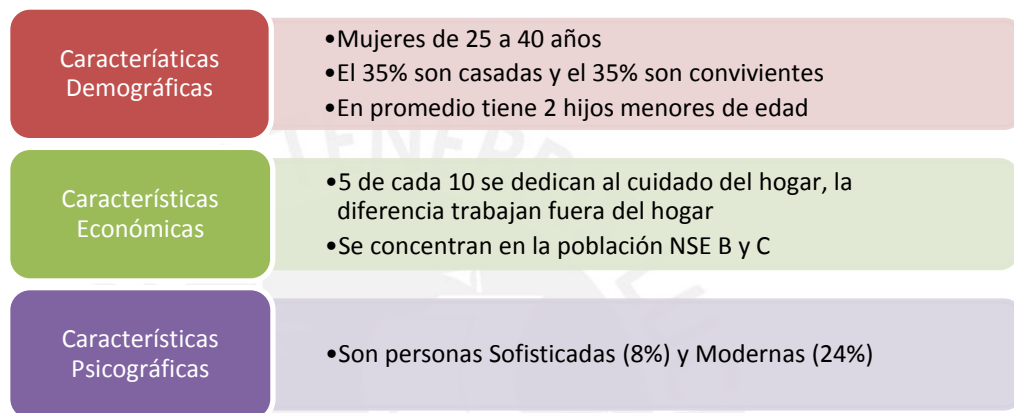 Caracteríaticas
Demográficas
•Mujeres de 25 a 40 años
•El 35% son casadas y el 35% son convivientes
•En promedio tiene 2 hijos menores de edad
Características
Económicas
•5 de cada 10 se dedican al cuidado del hogar, la
diferencia trabajan fuera del hogar
•Se concentran en la población NSE B y C
Características
Psicográficas
•Son personas Sofisticadas (8%) y Modernas (24%)